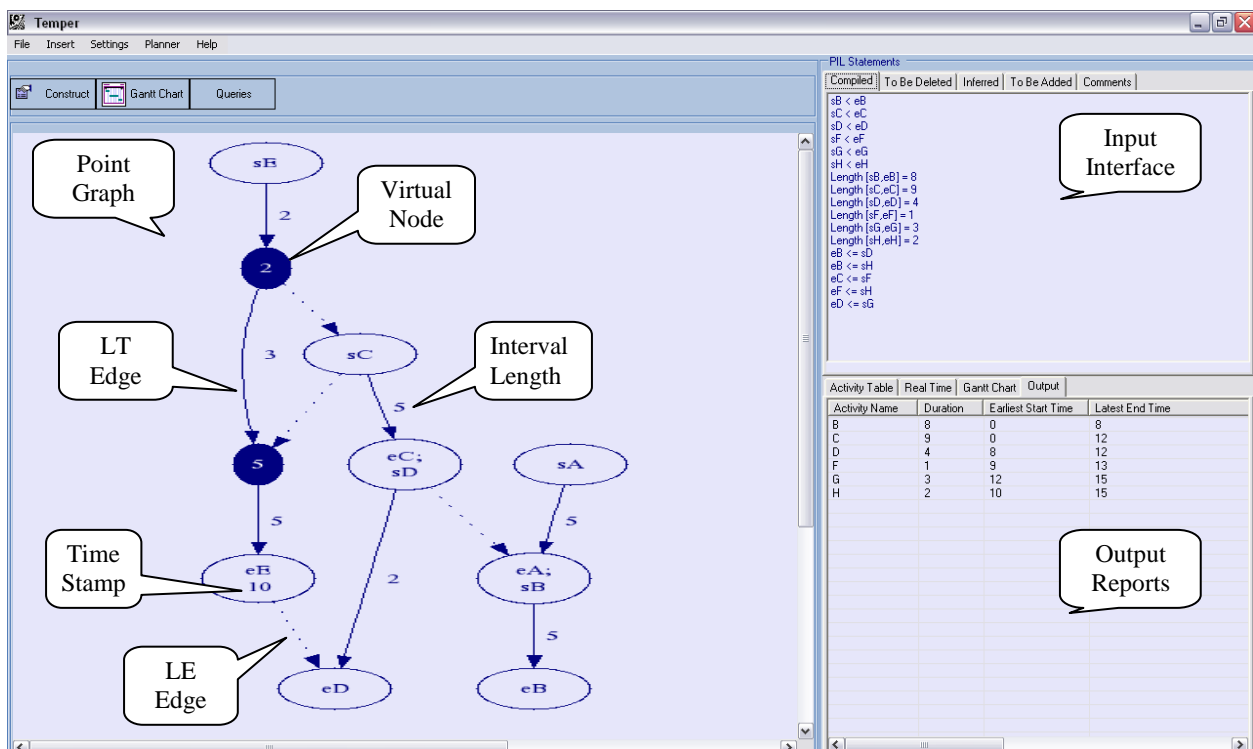 Temper
File Insert Settings Planner Help
Construct Gantt Chart Queries
Point
Graph
Virtual
Node
LT
Edge
Interval
Length
Time
Stamp
LE
Edge
sE
2
2
3
sC
5
5
eC;
sD
sA
5
5
2
eE
10
eA;
sB
5
eD
eB
PIL Statements
Compiled To Be Deleted Inferred To Be Added Comments
sB < eB
sC < eC
sD < eD
sF < eF
sG < eG
sH < eH
Length [sB,eB] = 8
Length [sC,eC] = 9
Length [sD,eD] = 4
Length [sF,eF] = 1
Length [sG,eG] = 3
Length [sH,eH] = 2
eB <= sD
eB <= sH
eC <= sF
eF <= sH
eD <= sG
Input
Interface
Activity Table Real Time Gantt Chart Output
Activity Name Duration Earliest Start Time Latest End Time
B 8 0 8
C 9 0 12
D 4 8 12
F 1 9 13
G 3 12 15
H 2 10 15
Output
Reports